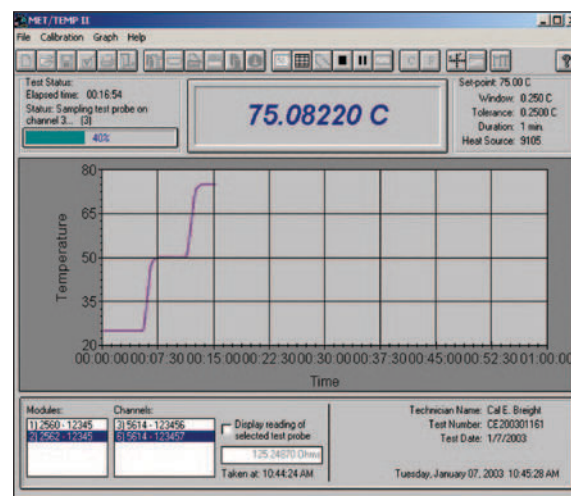 MET/TEMP II
File Calibration Graph Help
Test Status:
Elapsed time: 00:16:54
Status: Sampling test probe on
channel 3... (3)
40%
75.08220 C
Set-point: 75.00 C
Window: 0.250 C
Tolerance: 0.2500 C
Duration: 1 min.
Heat Source: 9105
Temperature
80
65
50
35
20
00:00:00 00:07:30 00:15:00 00:22:30 00:30:00 00:37:30 00:45:00 00:52:30 01:00:00
Time
Modules:
1) 2560 - 12345
2) 2562 - 12345
Channels:
3) 5614 - 123456
6) 5614 - 123457
Display reading of
selected test probe
125.24870 Ohms
Taken at: 10:44:24 AM
Technician Name: Cal E. Breight
Test Number: CE200301161
Test Date: 1/7/2003
Tuesday, January 07, 2003 10:45:28 AM